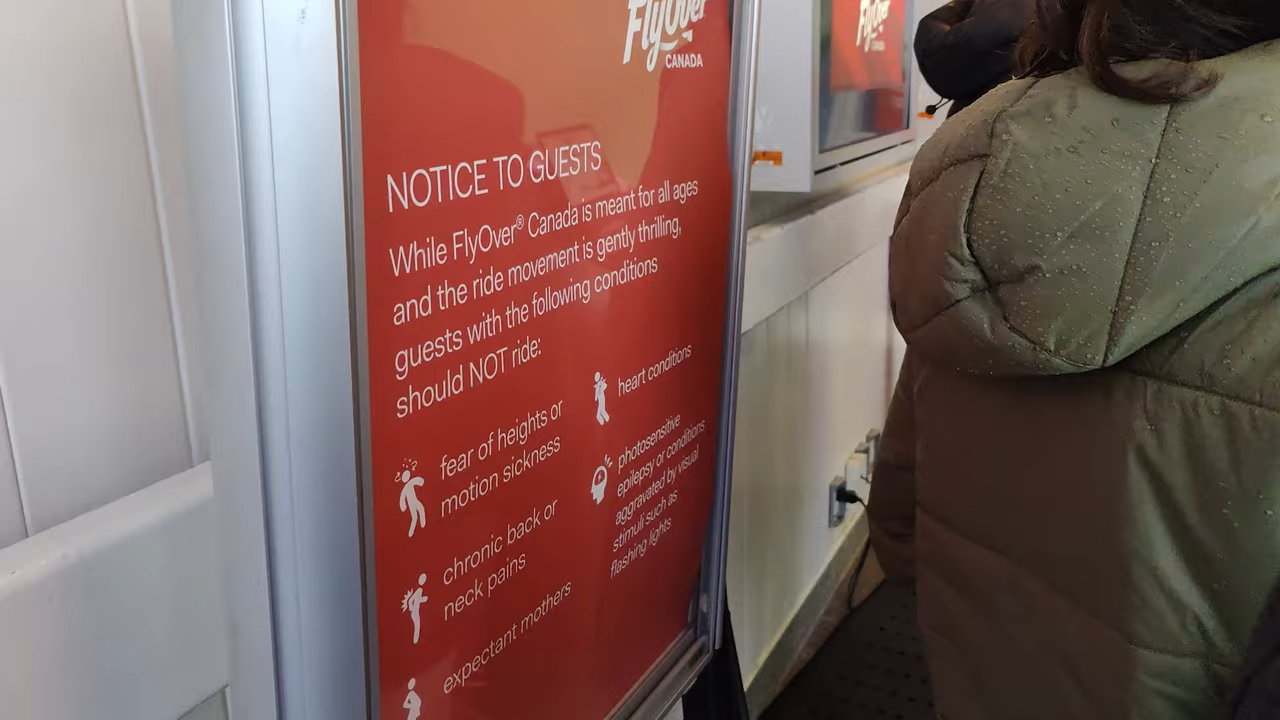 FlyOver
CANADA
NOTICE TO GUESTS
While FlyOver® Canada is meant for all ages
and the ride movement is gently thrilling,
guests with the following conditions
should NOT ride:
fear of heights or
motion sickness
chronic back or
neck pains
expectant mothers
heart conditions
photosensitive
epilepsy or conditions
aggravated by visual
stimuli such as
flashing lights
FlyOver
CANADA